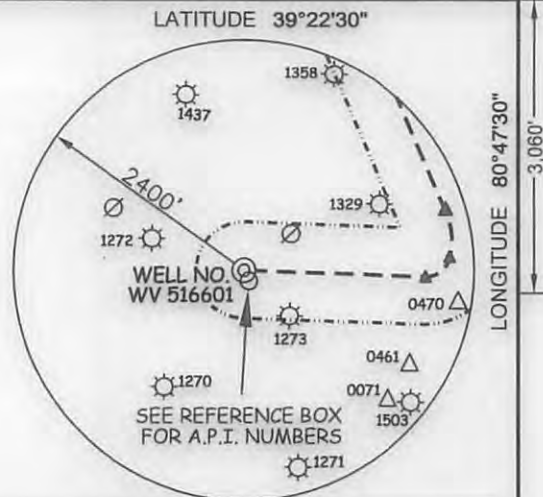 LATITUDE 39°22'30"
1358
1437
LONGITUDE 80°47'30"
3,060'
2400'
1329
1272
WELL NO.
WV 516601
0470
1273
0461
1270
0071
1503
SEE REFERENCE BOX
FOR A.P.I. NUMBERS
1271